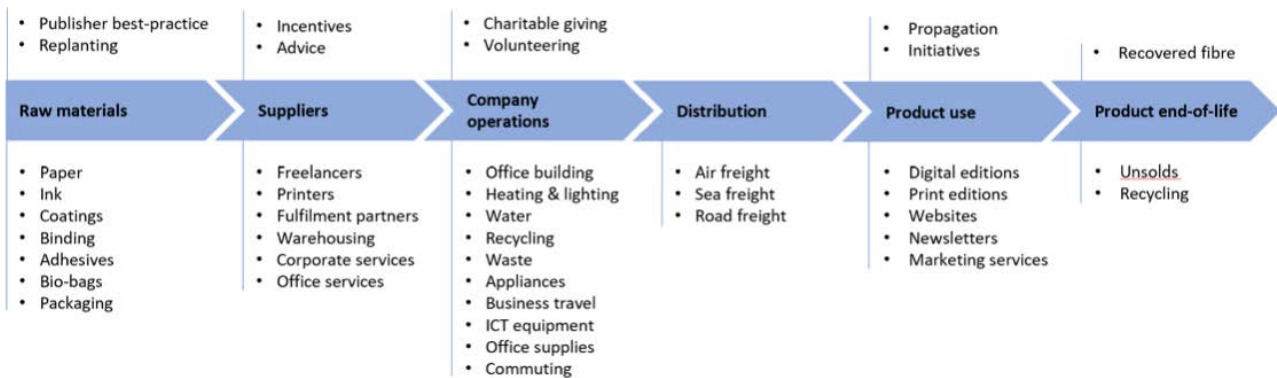 • Publisher best-practice
• Replanting
• Incentives
• Advice
• Charitable giving
• Volunteering
• Propagation
• Initiatives
• Recovered fibre
Raw materials
Suppliers
Company
operations
Distribution
Product use
Product end-of-life
• Paper
• Ink
• Coatings
• Binding
• Adhesives
• Bio-bags
• Packaging
• Freelancers
• Printers
• Fulfilment partners
• Warehousing
• Corporate services
• Office services
• Office building
• Heating & lighting
• Water
• Recycling
• Waste
• Appliances
• Business travel
• ICT equipment
• Office supplies
• Commuting
• Air freight
• Sea freight
• Road freight
• Digital editions
• Print editions
• Websites
• Newsletters
• Marketing services
• Unsolds
• Recycling